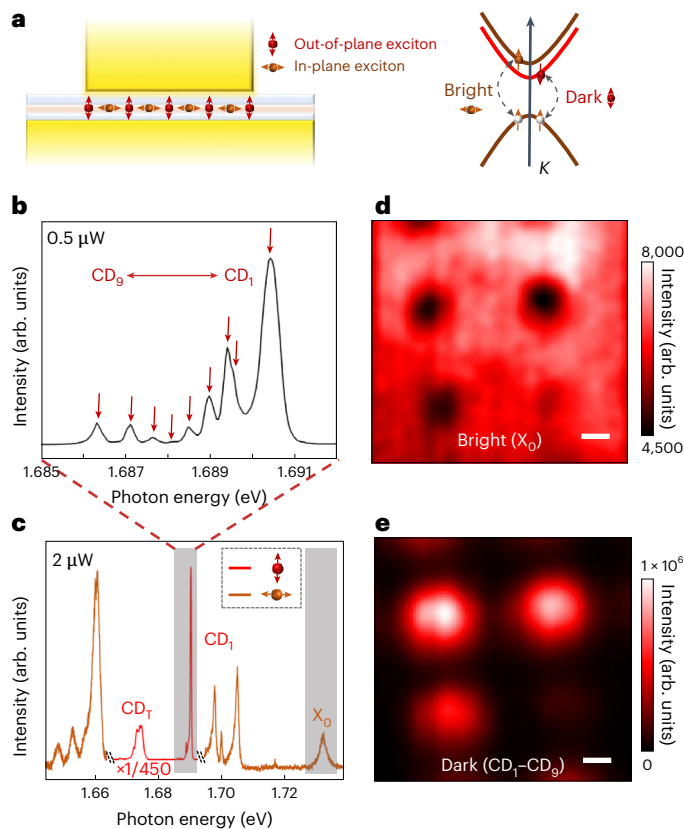 a
Out-of-plane exciton
In-plane exciton
Bright
Dark
K
b
0.5 µW
CD₉
CD₁
Intensity (arb. units)
1.685
1.687
1.689
1.691
Photon energy (eV)
c
2 µW
CD_T
×1/450
CD₁
X₀
Intensity (arb. units)
1.66
1.68
1.70
1.72
Photon energy (eV)
d
Bright (X₀)
8,000
Intensity (arb. units)
4,500
e
Dark (CD₁–CD₉)
1 × 10⁶
Intensity (arb. units)
0